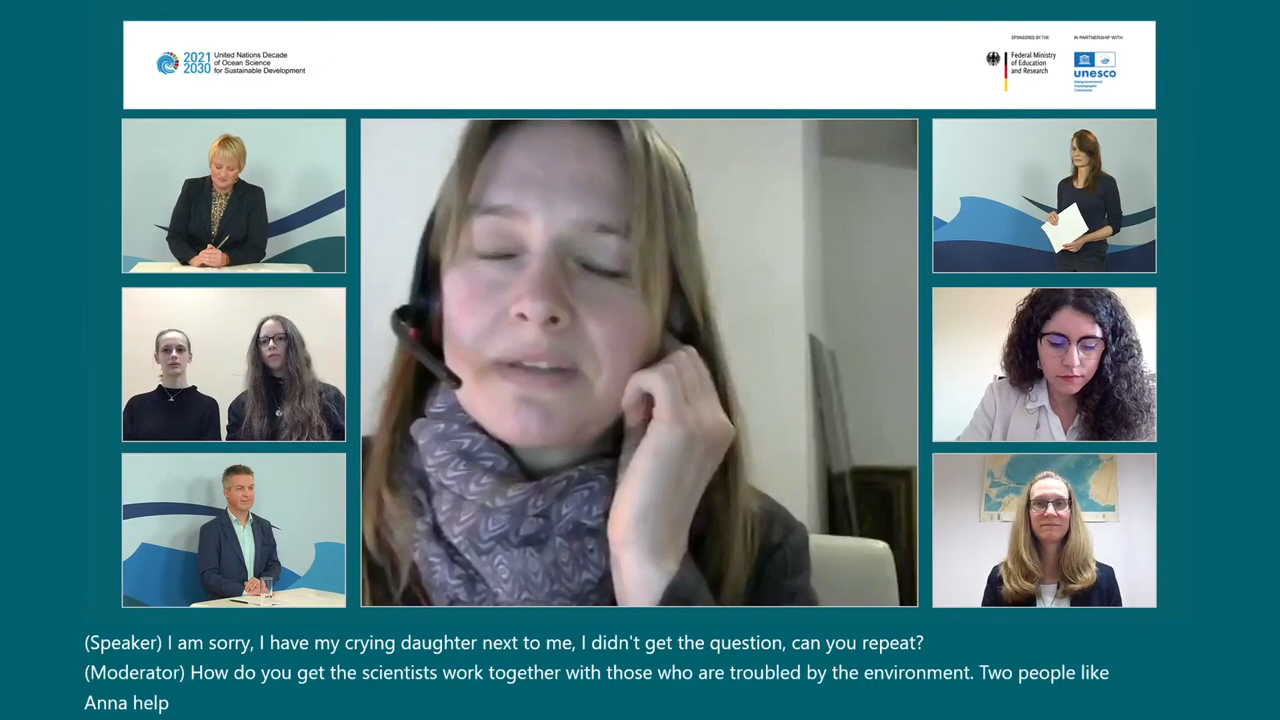 2021
2030
United Nations Decade
of Ocean Science
for Sustainable Development
SPONSORED BY THE
Federal Ministry
of Education
and Research
IN PARTNERSHIP WITH
unesco
Intergovernmental
Oceanographic
Commission
(Speaker) I am sorry, I have my crying daughter next to me, I didn't get the question, can you repeat?
(Moderator) How do you get the scientists work together with those who are troubled by the environment. Two people like
Anna help